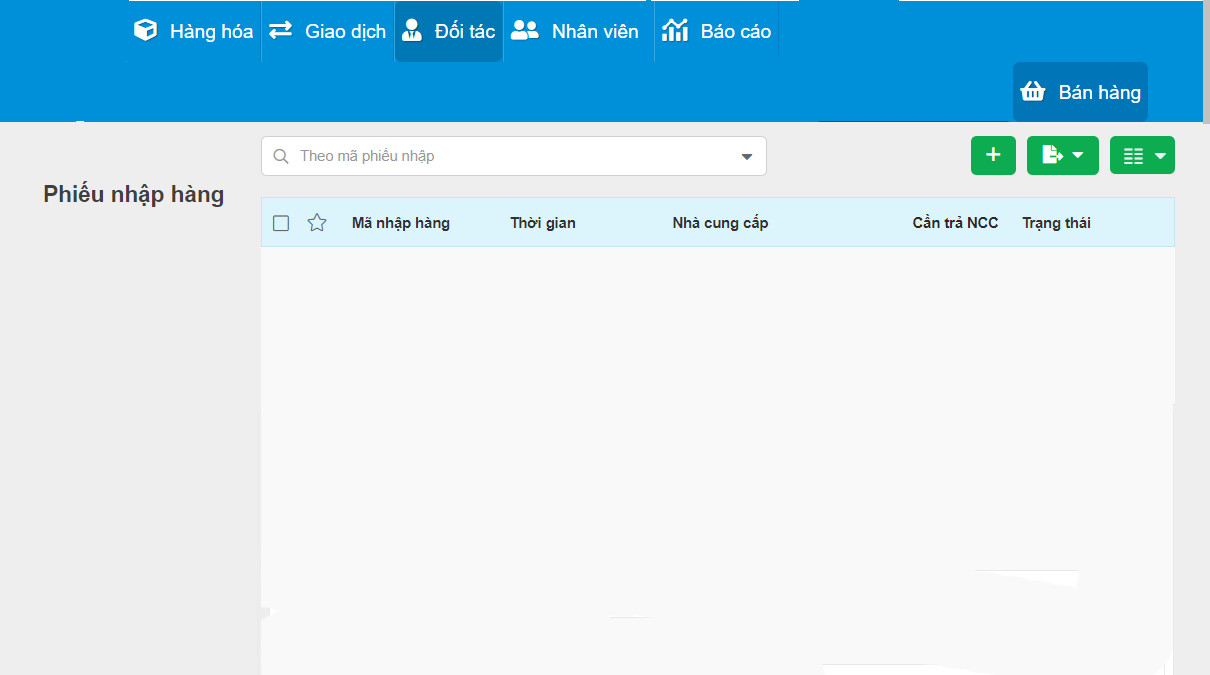 Hàng hóa Giao dịch Đối tác Nhân viên Báo cáo
Bán hàng
Theo mã phiếu nhập
Phiếu nhập hàng
Mã nhập hàng Thời gian Nhà cung cấp Cần trả NCC Trạng thái